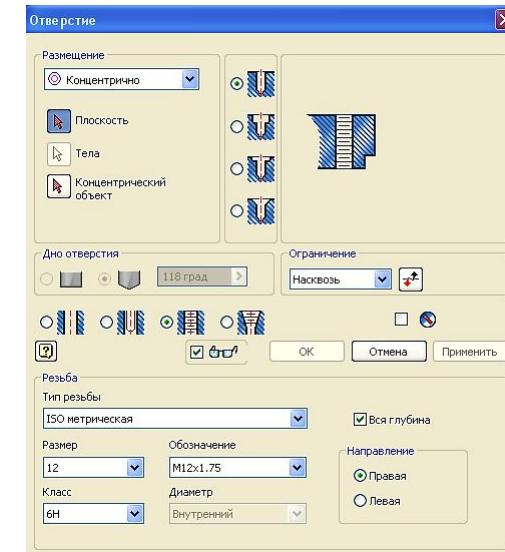 Отверстие
Размещение
Концентрично
Плоскость
Тела
Концентрический
объект
Дно отверстия
118 град
Ограничение
Насквозь
OK
Отмена
Применить
Резьба
Тип резьбы
ISO метрическая
Вся глубина
Размер
Обозначение
12
M12x1.75
Направление
Правая
Левая
Класс
Диаметр
6H
Внутренний